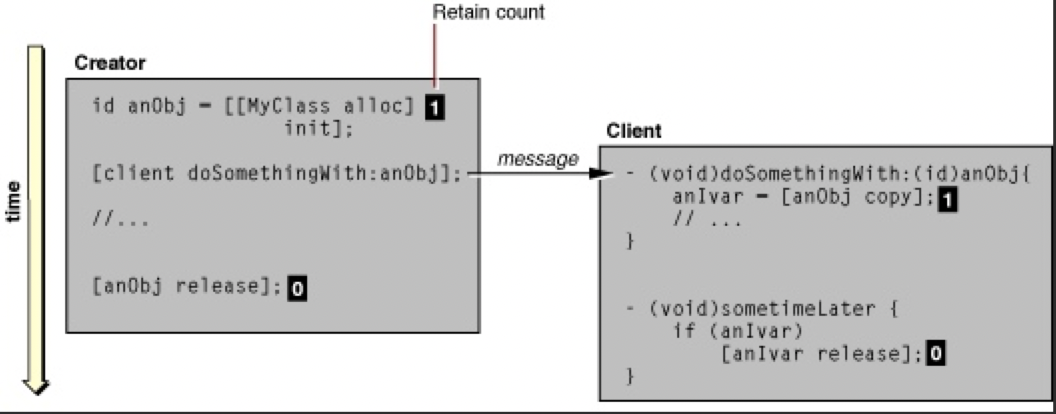 Retain count
Creator
id anObj = [[MyClass alloc] 1
init];
[client doSomethingWith:anObj];
//...
[anObj release]; 0
time
message
Client
- (void)doSomethingWith:(id)anObj{
anIvar = [anObj copy]; 1
// ...
}
- (void)sometimeLater {
if (anIvar)
[anIvar release]; 0
}